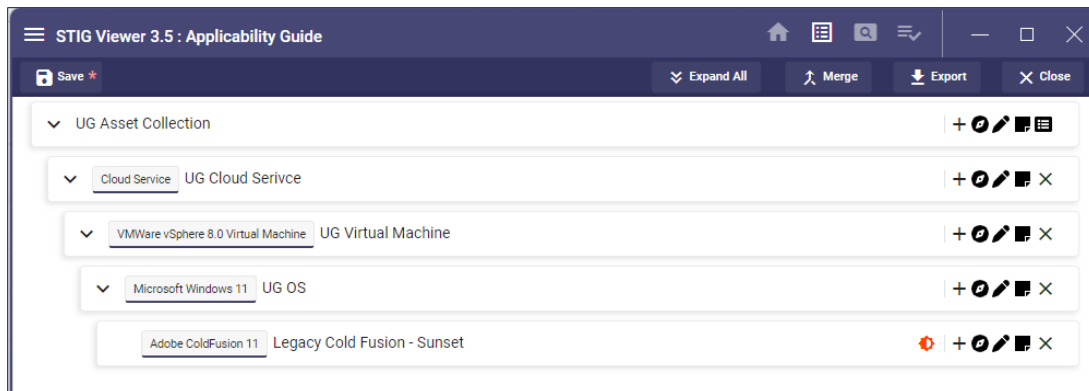 STIG Viewer 3.5 : Applicability Guide
Save *
Expand All
Merge
Export
Close
UG Asset Collection
Cloud Service UG Cloud Serivce
VMWare vSphere 8.0 Virtual Machine UG Virtual Machine
Microsoft Windows 11 UG OS
Adobe ColdFusion 11 Legacy Cold Fusion - Sunset